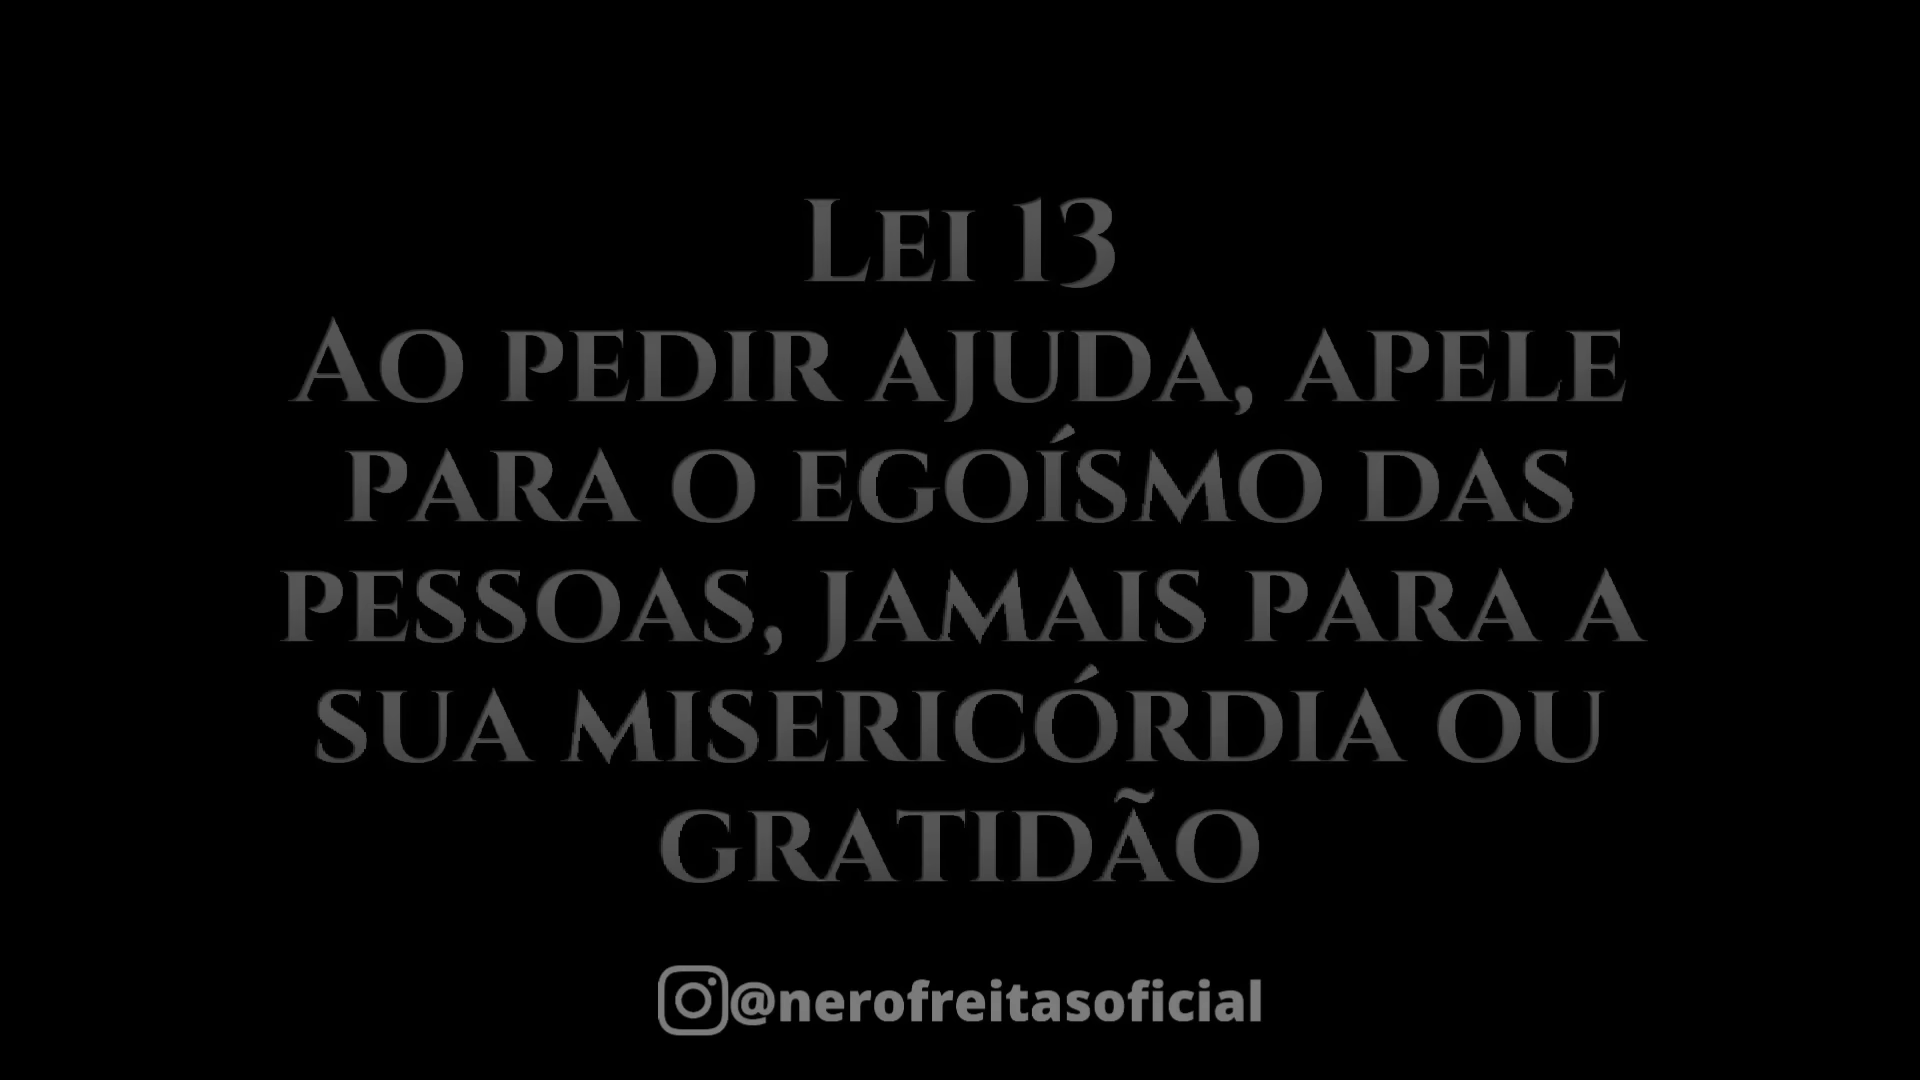 Lei 13
Ao pedir ajuda, apele
para o egoísmo das
pessoas, jamais para a
sua misericórdia ou
gratidão
@nerofreitasoficial